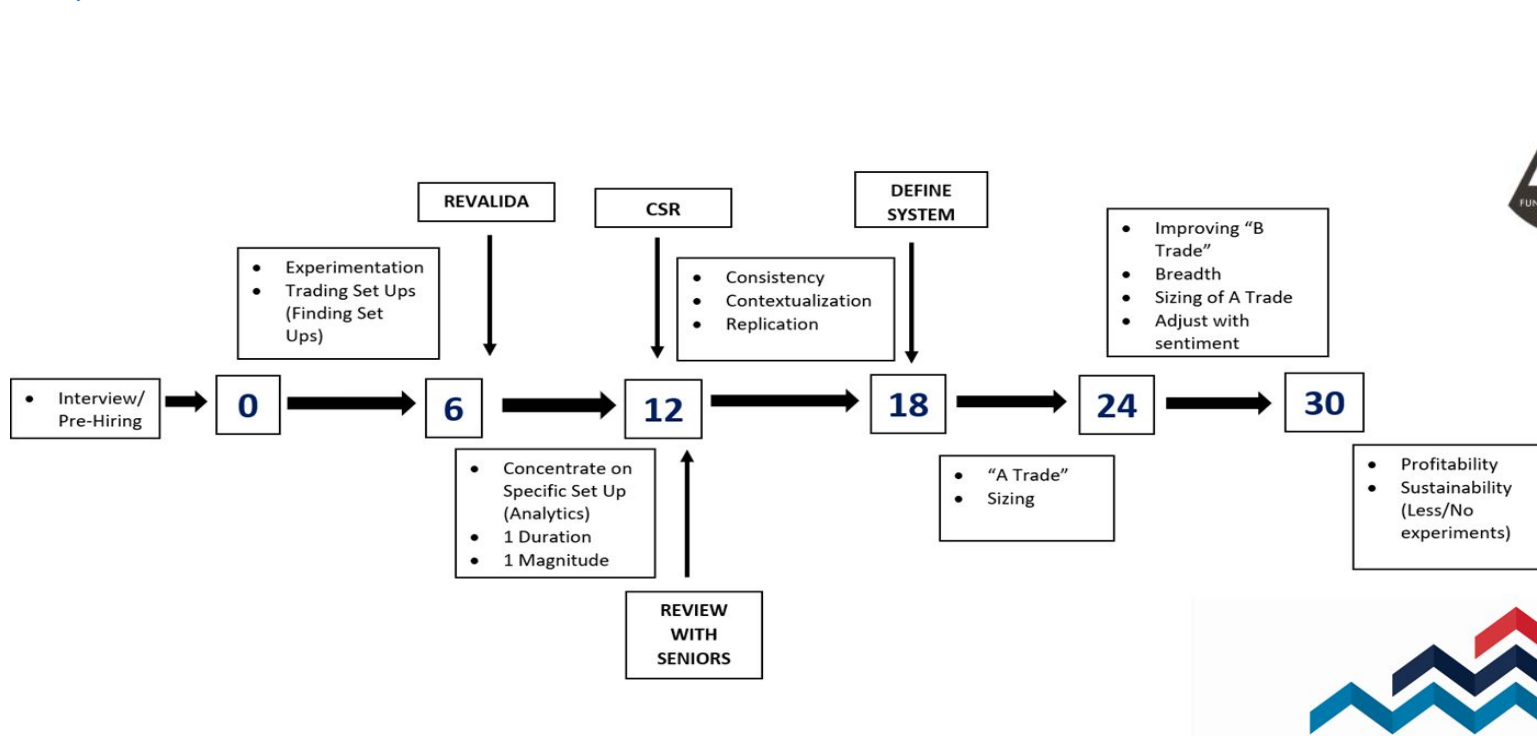 REVALIDA
CSR
DEFINE
SYSTEM
• Experimentation
• Trading Set Ups
(Finding Set
Ups)
• Consistency
• Contextualization
• Replication
• Improving “B
Trade”
• Breadth
• Sizing of A Trade
• Adjust with
sentiment
• Interview/
Pre-Hiring
0
6
12
18
24
30
• Concentrate on
Specific Set Up
(Analytics)
• 1 Duration
• 1 Magnitude
• “A Trade”
• Sizing
• Profitability
• Sustainability
(Less/No
experiments)
REVIEW
WITH
SENIORS